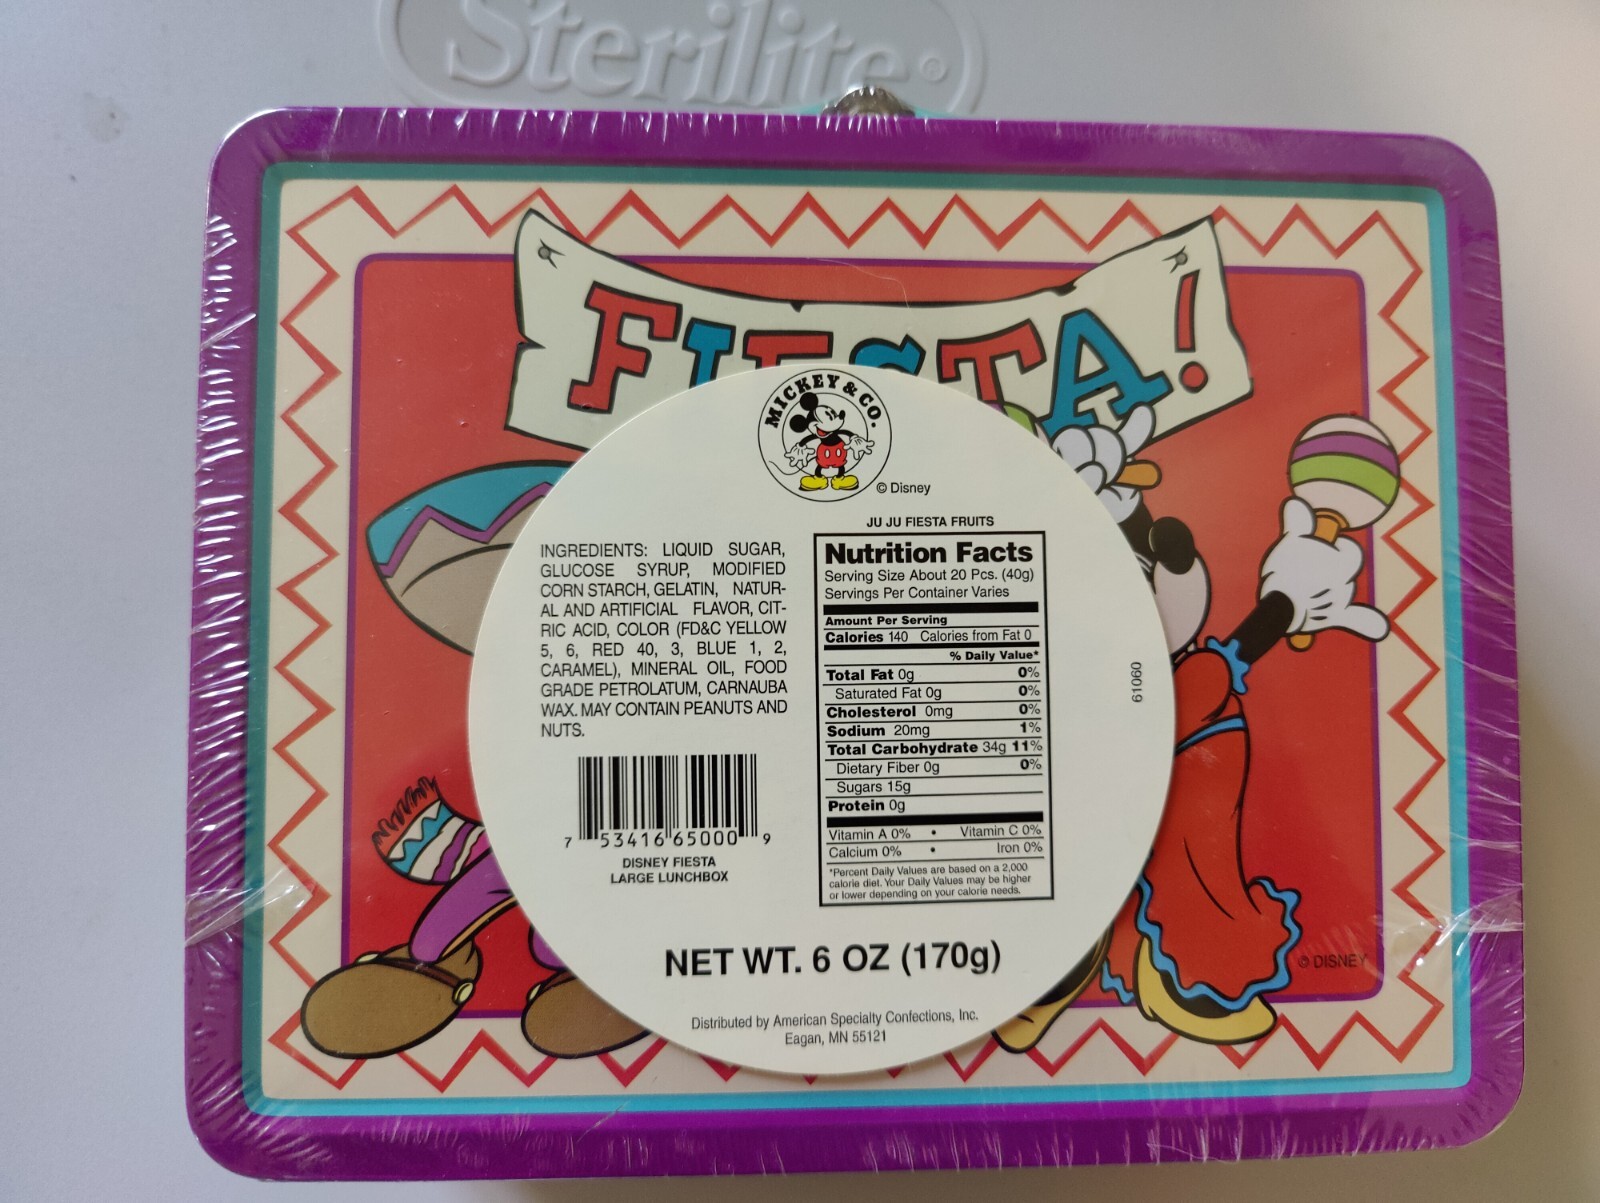 Sterilite®
FIESTA!
MICKEY & CO.
© Disney
JU JU FIESTA FRUITS
INGREDIENTS: LIQUID SUGAR,
GLUCOSE SYRUP, MODIFIED
CORN STARCH, GELATIN, NATUR-
AL AND ARTIFICIAL FLAVOR, CIT-
RIC ACID, COLOR (FD&C YELLOW
5, 6, RED 40, 3, BLUE 1, 2,
CARAMEL), MINERAL OIL, FOOD
GRADE PETROLATUM, CARNAUBA
WAX. MAY CONTAIN PEANUTS AND
NUTS.
7 53416 65000 9
DISNEY FIESTA
LARGE LUNCHBOX
Nutrition Facts
Serving Size About 20 Pcs. (40g)
Servings Per Container Varies
Amount Per Serving
Calories 140 Calories from Fat 0
% Daily Value*
Total Fat 0g 0%
Saturated Fat 0g 0%
Cholesterol 0mg 0%
Sodium 20mg 1%
Total Carbohydrate 34g 11%
Dietary Fiber 0g 0%
Sugars 15g
Protein 0g
Vitamin A 0% • Vitamin C 0%
Calcium 0% • Iron 0%
*Percent Daily Values are based on a 2,000
calorie diet. Your Daily Values may be higher
or lower depending on your calorie needs.
61060
NET WT. 6 OZ (170g)
Distributed by American Specialty Confections, Inc.
Eagan, MN 55121
© DISNEY